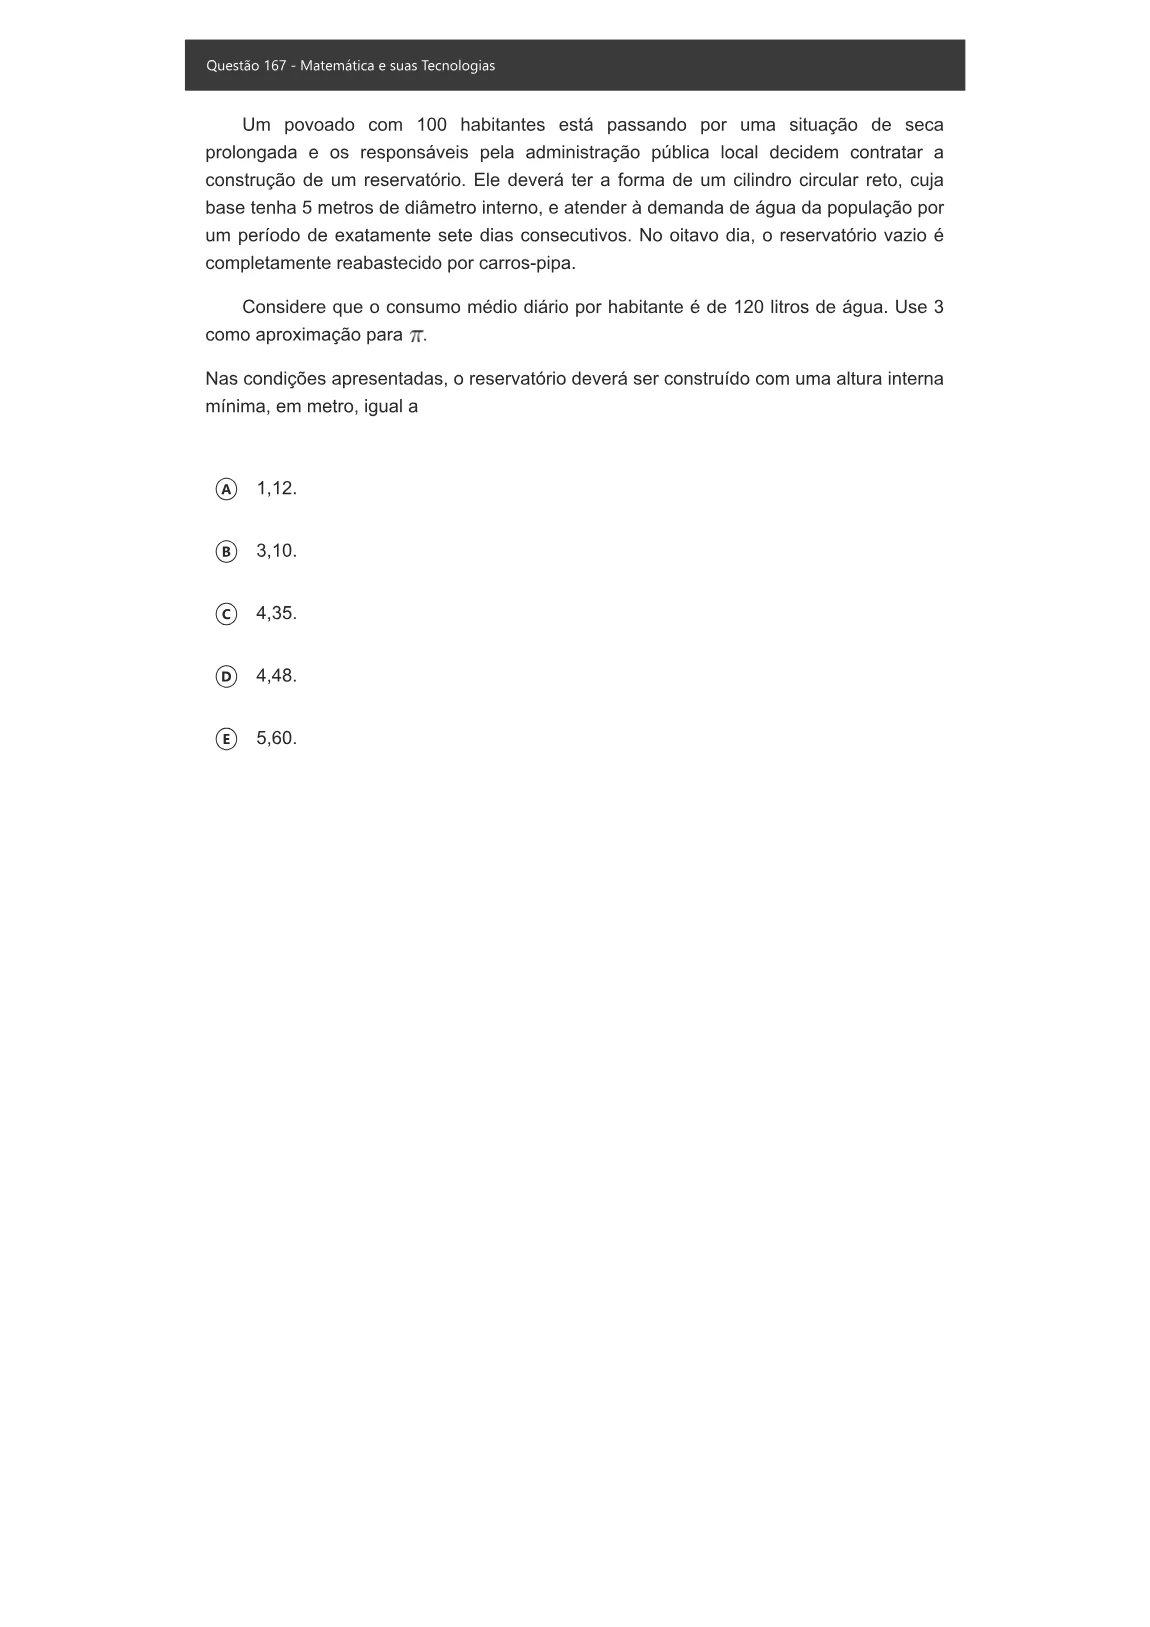 Questão 167 - Matemática e suas Tecnologias
Um povoado com 100 habitantes está passando por uma situação de seca
prolongada e os responsáveis pela administração pública local decidem contratar a
construção de um reservatório. Ele deverá ter a forma de um cilindro circular reto, cuja
base tenha 5 metros de diâmetro interno, e atender à demanda de água da população por
um período de exatamente sete dias consecutivos. No oitavo dia, o reservatório vazio é
completamente reabastecido por carros-pipa.
Considere que o consumo médio diário por habitante é de 120 litros de água. Use 3
como aproximação para π.
Nas condições apresentadas, o reservatório deverá ser construído com uma altura interna
mínima, em metro, igual a
A 1,12.
B 3,10.
C 4,35.
D 4,48.
E 5,60.